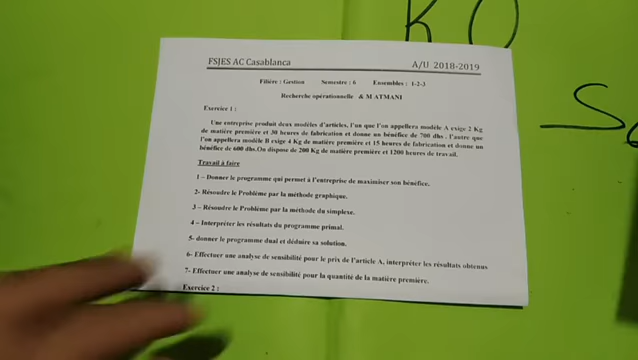 K O
FSJES AC Casablanca A/U 2018-2019
Filière : Gestion Semestre : 6 Ensembles : 1-2-3
Recherche opérationnelle & M ATMANI
Exercice 1 :
Une entreprise produit deux modèles d'articles, l'un que l'on appellera modèle A exige 2 Kg
de matière première et 30 heures de fabrication et donne un bénéfice de 700 dhs . l'autre que
l'on appellera modèle B exige 4 Kg de matière première et 15 heures de fabrication et donne un
bénéfice de 600 dhs.On dispose de 200 Kg de matière première et 1200 heures de travail.
Travail à faire
1 – Donner le programme qui permet à l'entreprise de maximiser son bénéfice.
2- Résoudre le Problème par la méthode graphique.
3 – Résoudre le Problème par la méthode du simplexe.
4 – Interpréter les résultats du programme primal.
5- donner le programme dual et déduire sa solution.
6- Effectuer une analyse de sensibilité pour le prix de l'article A, interpréter les résultats obtenus
7- Effectuer une analyse de sensibilité pour la quantité de la matière première.
Exercice 2 :